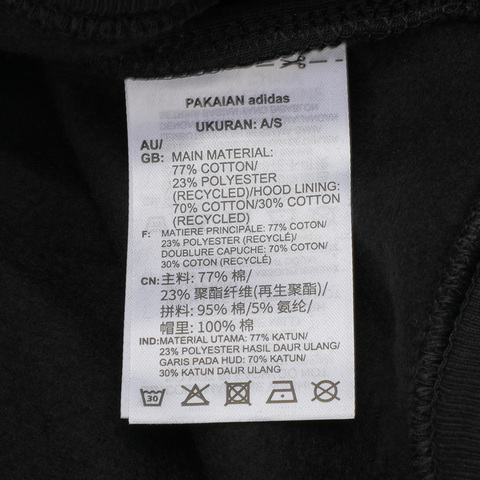 PAKAIAN adidas
UKURAN: A/S
AU/
GB: MAIN MATERIAL:
77% COTTON/
23% POLYESTER
(RECYCLED)/HOOD LINING:
70% COTTON/30% COTTON
(RECYCLED)
F: MATIERE PRINCIPALE: 77% COTON/
23% POLYESTER (RECYCLÉ)/
DOUBLURE CAPUCHE: 70% COTON/
30% COTON (RECYCLÉ)
CN: 主料: 77% 棉/
23% 聚酯纤维(再生聚酯)/
拼料: 95% 棉/5% 氨纶/
帽里: 100% 棉
IND: MATERIAL UTAMA: 77% KATUN/
23% POLYESTER HASIL DAUR ULANG/
GARIS PADA HUD: 70% KATUN/
30% KATUN DAUR ULANG
30